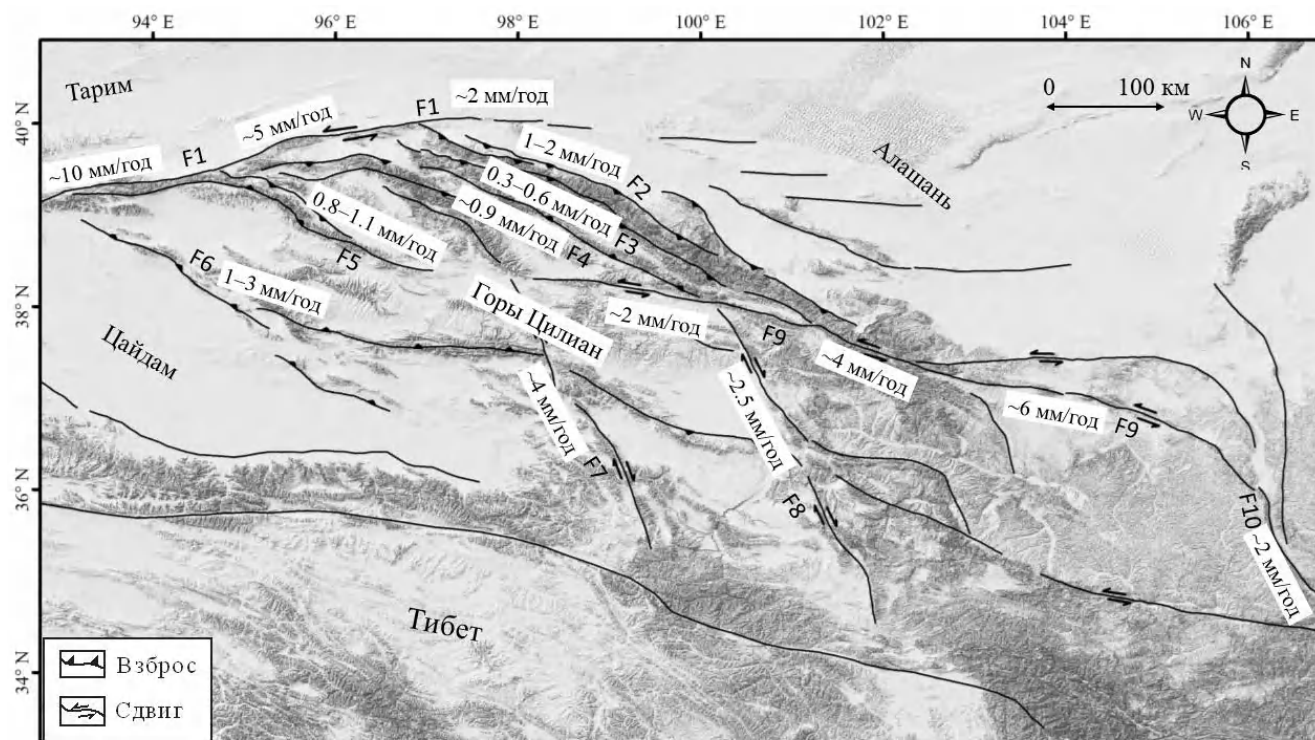 94° E
96° E
98° E
100° E
102° E
104° E
106° E
Тарим
~5 мм/год
F1
~2 мм/год
0 100 км
N
W E
S
40° N
~10 мм/год
F1
1–2 мм/год
F2
Алашань
0.3–0.6 мм/год
F3
0.8–1.1 мм/год
F5
~0.9 мм/год
F4
F6
1–3 мм/год
38° N
Горы Цилиан
~2 мм/год
F9
~4 мм/год
Цайдам
~4 мм/год
F7
~2.5 мм/год
F8
~6 мм/год
F9
36° N
F10
~2 мм/год
Тибет
34° N
Взброс
Сдвиг